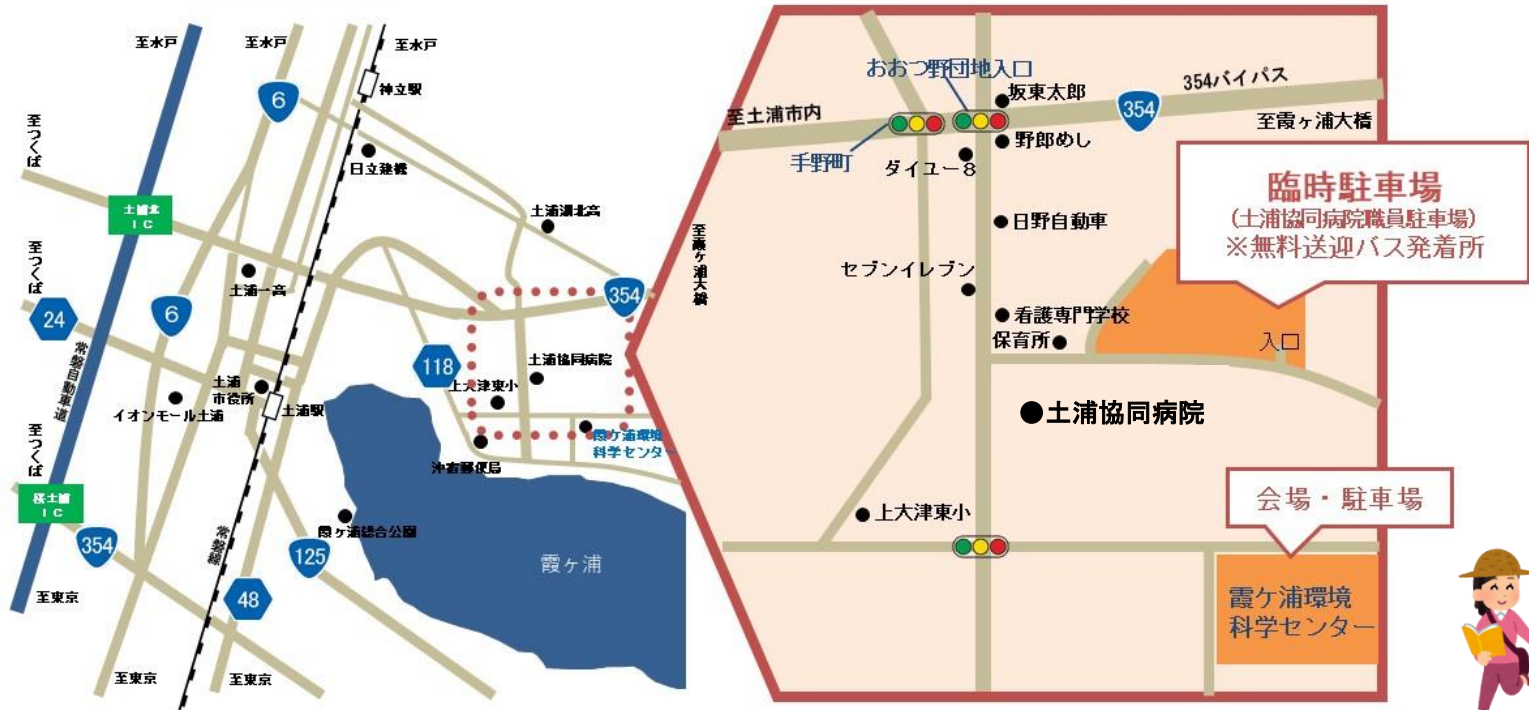 至水戸
至水戸
至水戸
6
神立駅
至つくば
日立建機
土浦北
IC
土浦湖北高
至つくば
土浦一高
354
24
6
常磐自動車道
118
土浦協同病院
上大津東小
土浦
市役所
土浦駅
イオンモール土浦
至つくば
霞ケ浦環境
科学センター
沖宿郵便局
桜土浦
IC
霞ヶ浦総合公園
354
常磐線
125
霞ヶ浦
至東京
48
至東京
至東京
おおつ野団地入口
坂東太郎
354バイパス
354
至土浦市内
至霞ヶ浦大橋
手野町
ダイユー8
野郎めし
臨時駐車場
(土浦協同病院職員駐車場)
※無料送迎バス発着所
至霞ヶ浦大橋
日野自動車
セブンイレブン
看護専門学校
保育所
入口
土浦協同病院
会場・駐車場
上大津東小
霞ケ浦環境
科学センター